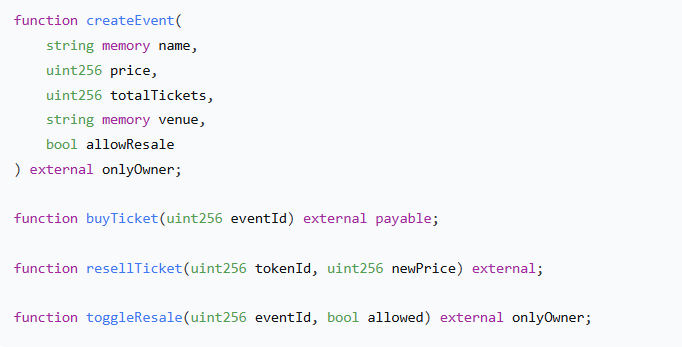 function createEvent(
    string memory name,
    uint256 price,
    uint256 totalTickets,
    string memory venue,
    bool allowResale
) external onlyOwner;
function buyTicket(uint256 eventId) external payable;
function resellTicket(uint256 tokenId, uint256 newPrice) external;
function toggleResale(uint256 eventId, bool allowed) external onlyOwner;